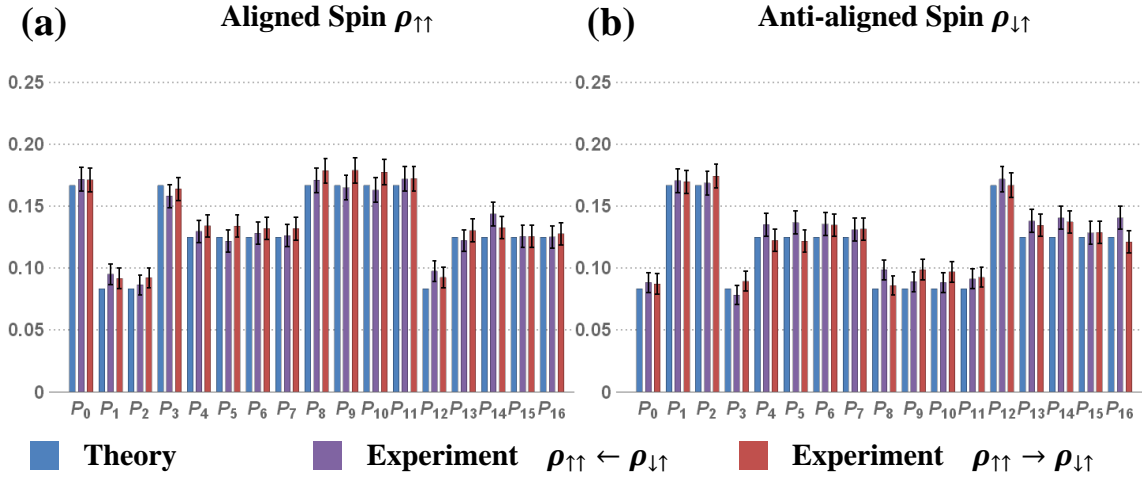 (a) Aligned Spin ρ↑↑
(b) Anti-aligned Spin ρ↓↑
0.25
0.20
0.15
0.10
0.05
0
P0 P1 P2 P3 P4 P5 P6 P7 P8 P9 P10 P11 P12 P13 P14 P15 P16
0.25
0.20
0.15
0.10
0.05
0
P0 P1 P2 P3 P4 P5 P6 P7 P8 P9 P10 P11 P12 P13 P14 P15 P16
Theory Experiment ρ↑↑ ← ρ↓↑ Experiment ρ↑↑ → ρ↓↑